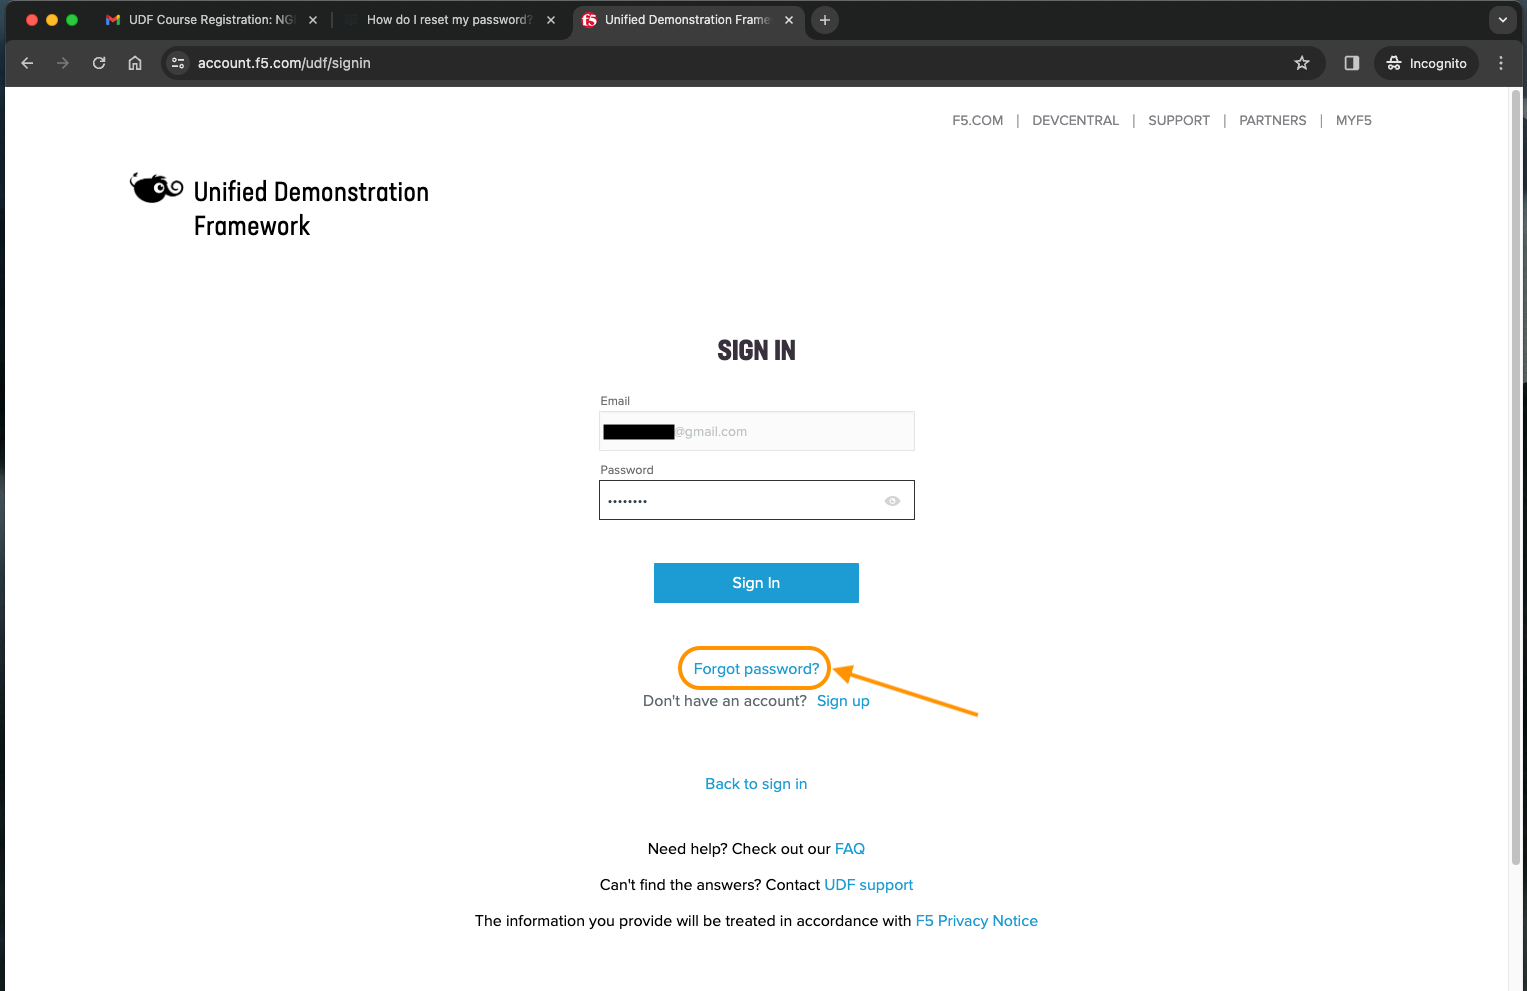 UDF Course Registration: NGI
How do I reset my password?
f5 Unified Demonstration Frame
account.f5.com/udf/signin
Incognito
F5.COM | DEVCENTRAL | SUPPORT | PARTNERS | MYF5
Unified Demonstration
Framework
SIGN IN
Email
@gmail.com
Password
••••••••
Sign In
Forgot password?
Don't have an account? Sign up
Back to sign in
Need help? Check out our FAQ
Can't find the answers? Contact UDF support
The information you provide will be treated in accordance with F5 Privacy Notice